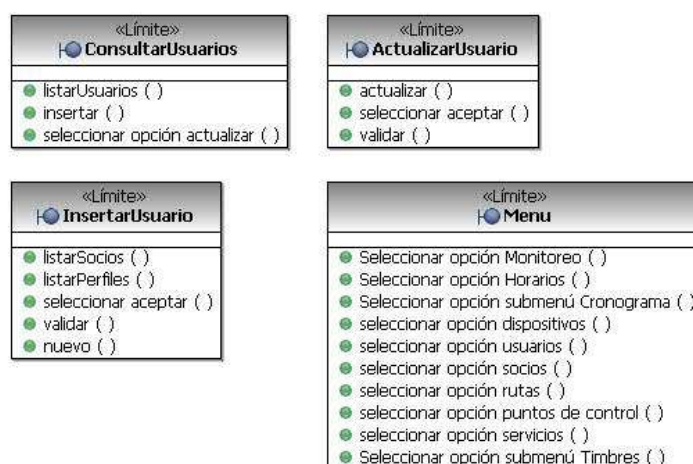 «Límite»
ConsultarUsuarios
listarUsuarios ( )
insertar ( )
seleccionar opción actualizar ( )
«Límite»
ActualizarUsuario
actualizar ( )
seleccionar aceptar ( )
validar ( )
«Límite»
InsertarUsuario
listarSocios ( )
listarPerfiles ( )
seleccionar aceptar ( )
validar ( )
nuevo ( )
«Límite»
Menu
Seleccionar opción Monitoreo ( )
Seleccionar opción Horarios ( )
Seleccionar opción submenú Cronograma ( )
seleccionar opción dispositivos ( )
seleccionar opción usuarios ( )
seleccionar opción socios ( )
seleccionar opción rutas ( )
seleccionar opción puntos de control ( )
seleccionar opción servicios ( )
Seleccionar opción submenú Timbres ( )